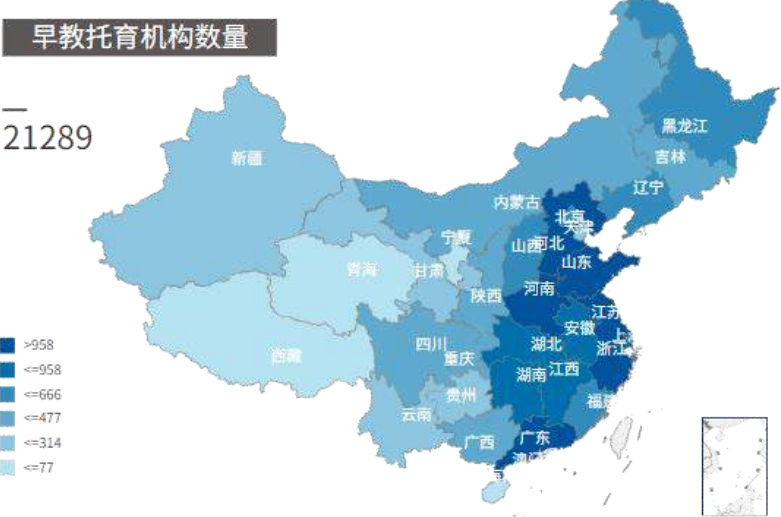 早教托育机构数量
21289
黑龙江
吉林
新疆
辽宁
内蒙古
北京
天津
宁夏
山西
河北
山东
青海
甘肃
河南
陕西
江苏
安徽
上
四川
湖北
浙江
重庆
西藏
湖南
江西
贵州
福建
云南
广西
广东
>958
<=958
<=666
<=477
<=314
<=77